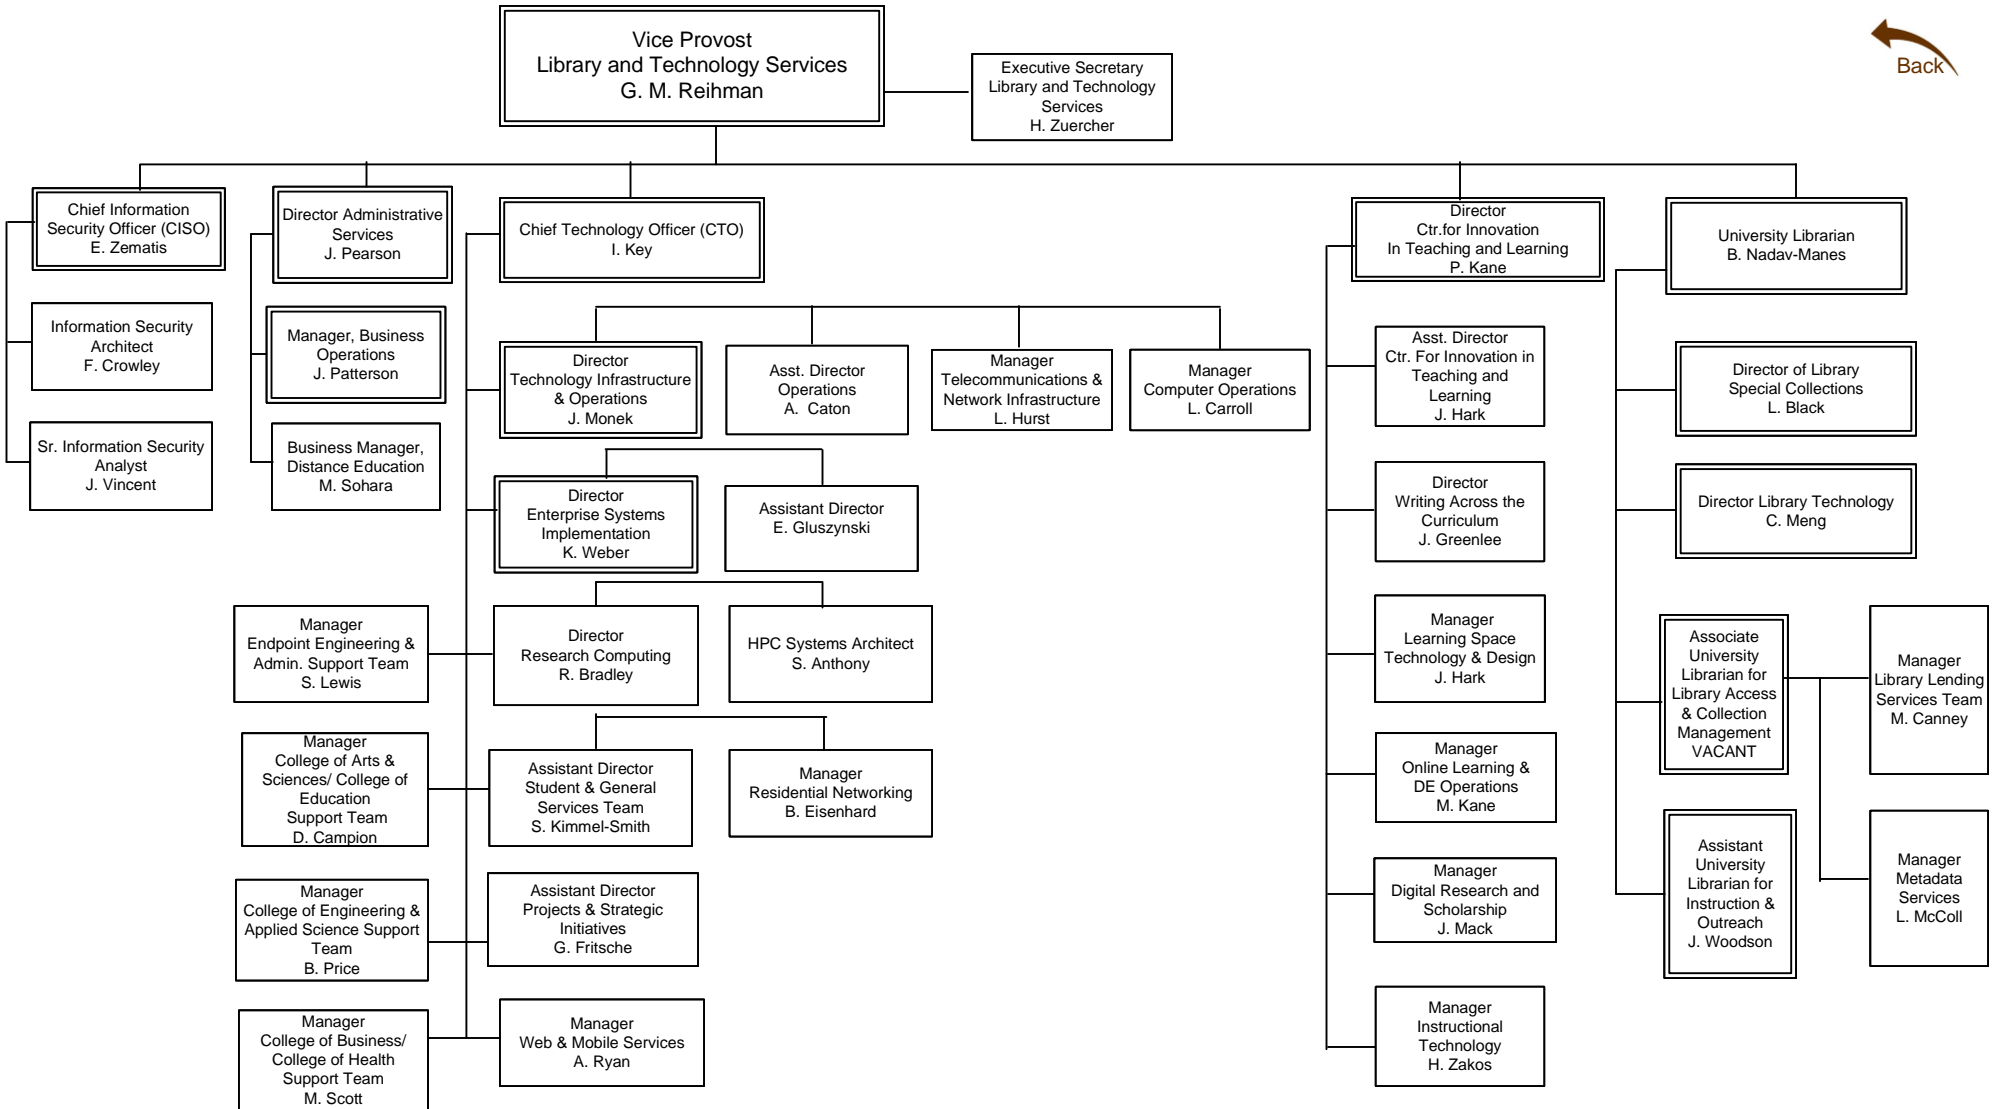 Vice Provost
Library and Technology Services
G. M. Reihman
Executive Secretary
Library and Technology
Services
H. Zuercher
Back
Chief Information
Security Officer (CISO)
E. Zematis
Information Security
Architect
F. Crowley
Sr. Information Security
Analyst
J. Vincent
Director Administrative
Services
J. Pearson
Manager, Business
Operations
J. Patterson
Business Manager,
Distance Education
M. Sohara
Chief Technology Officer (CTO)
I. Key
Director
Technology Infrastructure
& Operations
J. Monek
Asst. Director
Operations
A. Caton
Manager
Telecommunications &
Network Infrastructure
L. Hurst
Manager
Computer Operations
L. Carroll
Director
Enterprise Systems
Implementation
K. Weber
Assistant Director
E. Gluszynski
Manager
Endpoint Engineering &
Admin. Support Team
S. Lewis
Director
Research Computing
R. Bradley
HPC Systems Architect
S. Anthony
Manager
College of Arts &
Sciences/ College of
Education
Support Team
D. Campion
Assistant Director
Student & General
Services Team
S. Kimmel-Smith
Manager
Residential Networking
B. Eisenhard
Manager
College of Engineering &
Applied Science Support
Team
B. Price
Assistant Director
Projects & Strategic
Initiatives
G. Fritsche
Manager
College of Business/
College of Health
Support Team
M. Scott
Manager
Web & Mobile Services
A. Ryan
Director
Ctr.for Innovation
In Teaching and Learning
P. Kane
Asst. Director
Ctr. For Innovation in
Teaching and
Learning
J. Hark
Director
Writing Across the
Curriculum
J. Greenlee
Manager
Learning Space
Technology & Design
J. Hark
Manager
Online Learning &
DE Operations
M. Kane
Manager
Digital Research and
Scholarship
J. Mack
Manager
Instructional
Technology
H. Zakos
University Librarian
B. Nadav-Manes
Director of Library
Special Collections
L. Black
Director Library Technology
C. Meng
Associate
University
Librarian for
Library Access
& Collection
Management
VACANT
Manager
Library Lending
Services Team
M. Canney
Assistant
University
Librarian for
Instruction &
Outreach
J. Woodson
Manager
Metadata
Services
L. McColl